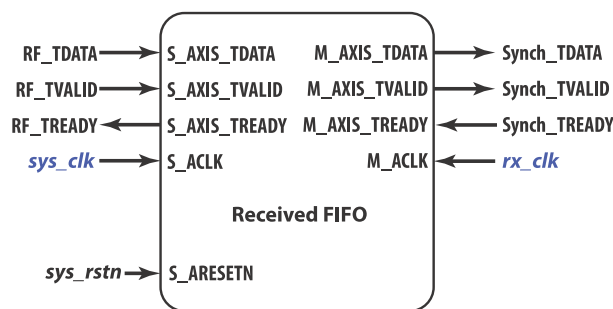 RF_TDATA S_AXIS_TDATA M_AXIS_TDATA Synch_TDATA
RF_TVALID S_AXIS_TVALID M_AXIS_TVALID Synch_TVALID
RF_TREADY S_AXIS_TREADY M_AXIS_TREADY Synch_TREADY
sys_clk S_ACLK M_ACLK rx_clk
Received FIFO
sys_rstn S_ARESETN